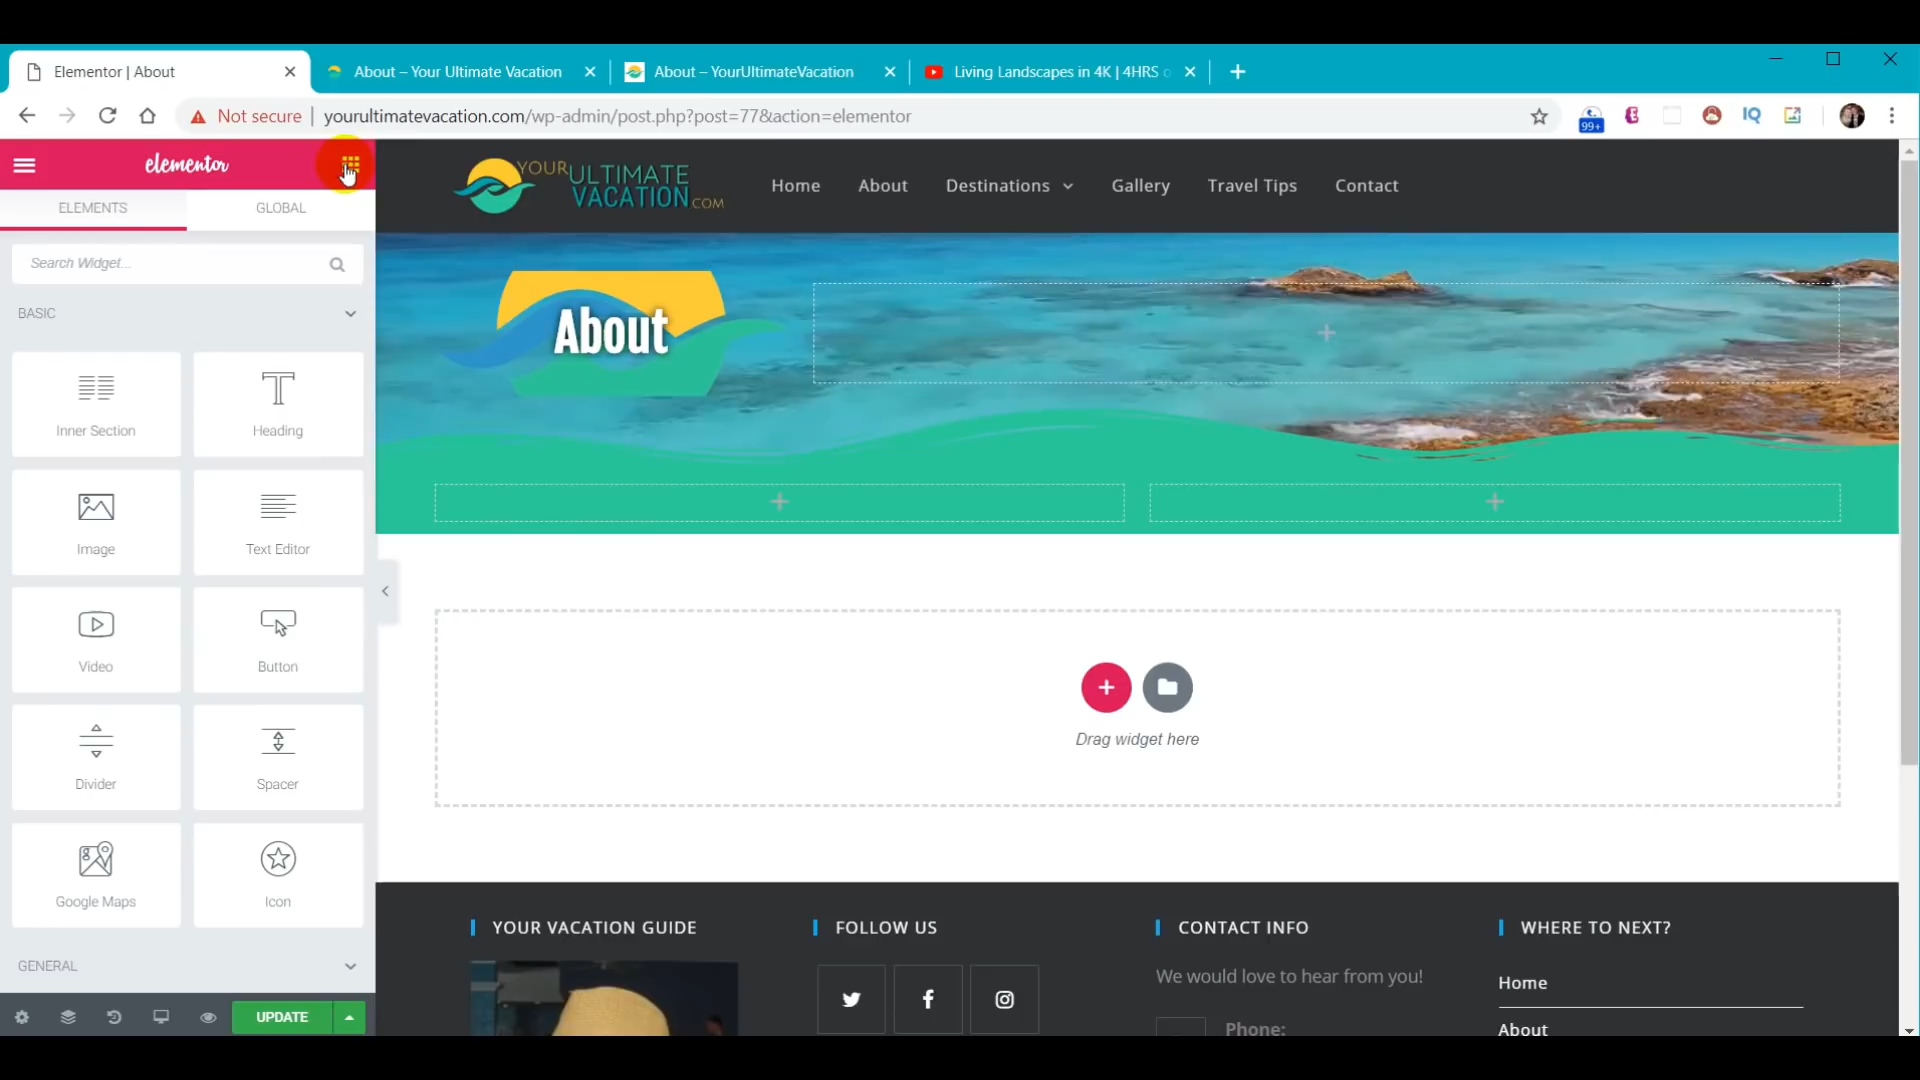 Elementor | About
About – Your Ultimate Vacation
About – YourUltimateVacation
Living Landscapes in 4K | 4HRS
Not secure
yourultimatevacation.com/wp-admin/post.php?post=77&action=elementor
99+
IQ
elementor
ELEMENTS
GLOBAL
Search Widget...
BASIC
Inner Section
Heading
Image
Text Editor
Video
Button
Divider
Spacer
Google Maps
Icon
GENERAL
UPDATE
YOUR ULTIMATE
VACATION.COM
Home
About
Destinations
Gallery
Travel Tips
Contact
About
Drag widget here
YOUR VACATION GUIDE
FOLLOW US
CONTACT INFO
We would love to hear from you!
Phone:
WHERE TO NEXT?
Home
About